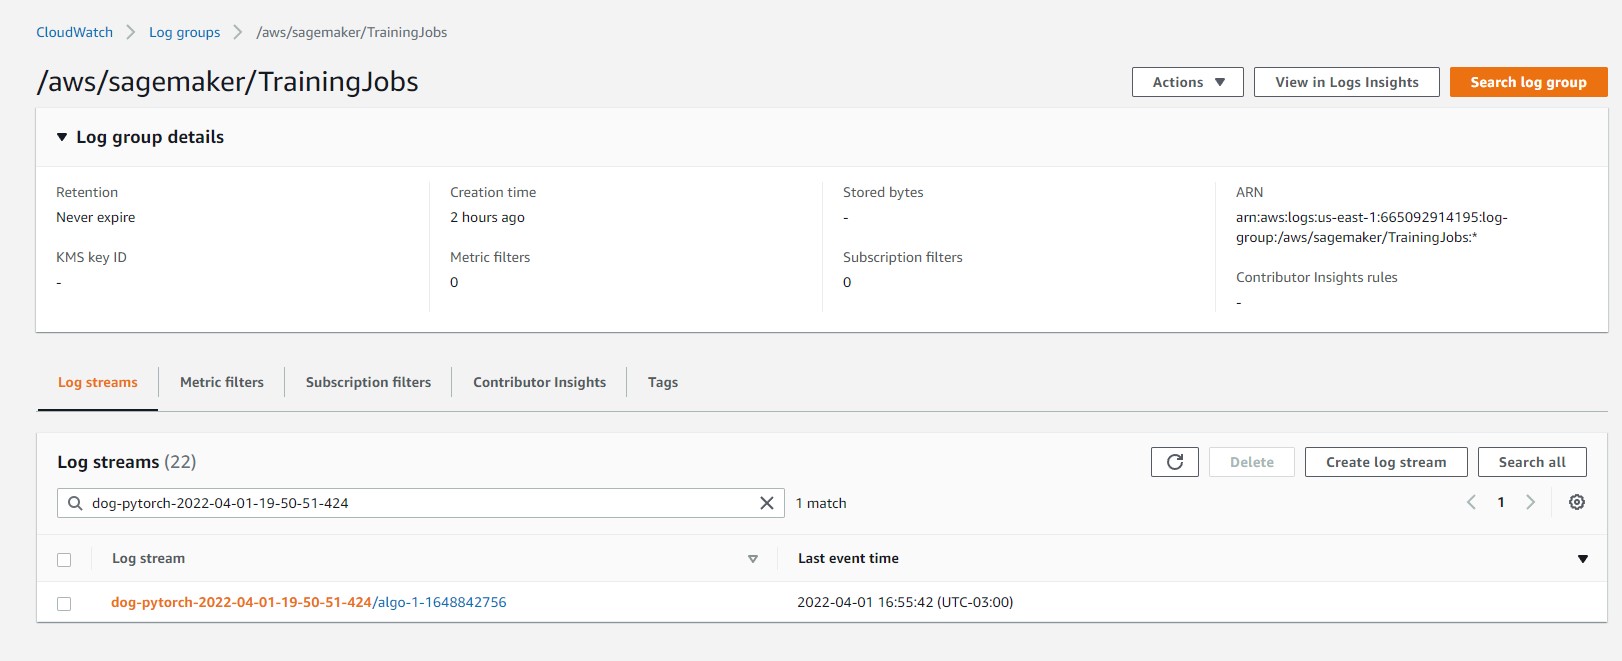 CloudWatch > Log groups > /aws/sagemaker/TrainingJobs
/aws/sagemaker/TrainingJobs
Actions
View in Logs Insights
Search log group
Log group details
Retention
Never expire
KMS key ID
-
Creation time
2 hours ago
Metric filters
0
Stored bytes
-
Subscription filters
0
ARN
arn:aws:logs:us-east-1:665092914195:log-
group:/aws/sagemaker/TrainingJobs:*
Contributor Insights rules
-
Log streams
Metric filters
Subscription filters
Contributor Insights
Tags
Log streams (22)
Delete
Create log stream
Search all
dog-pytorch-2022-04-01-19-50-51-424
1 match
1
Log stream
Last event time
dog-pytorch-2022-04-01-19-50-51-424/algo-1-1648842756
2022-04-01 16:55:42 (UTC-03:00)